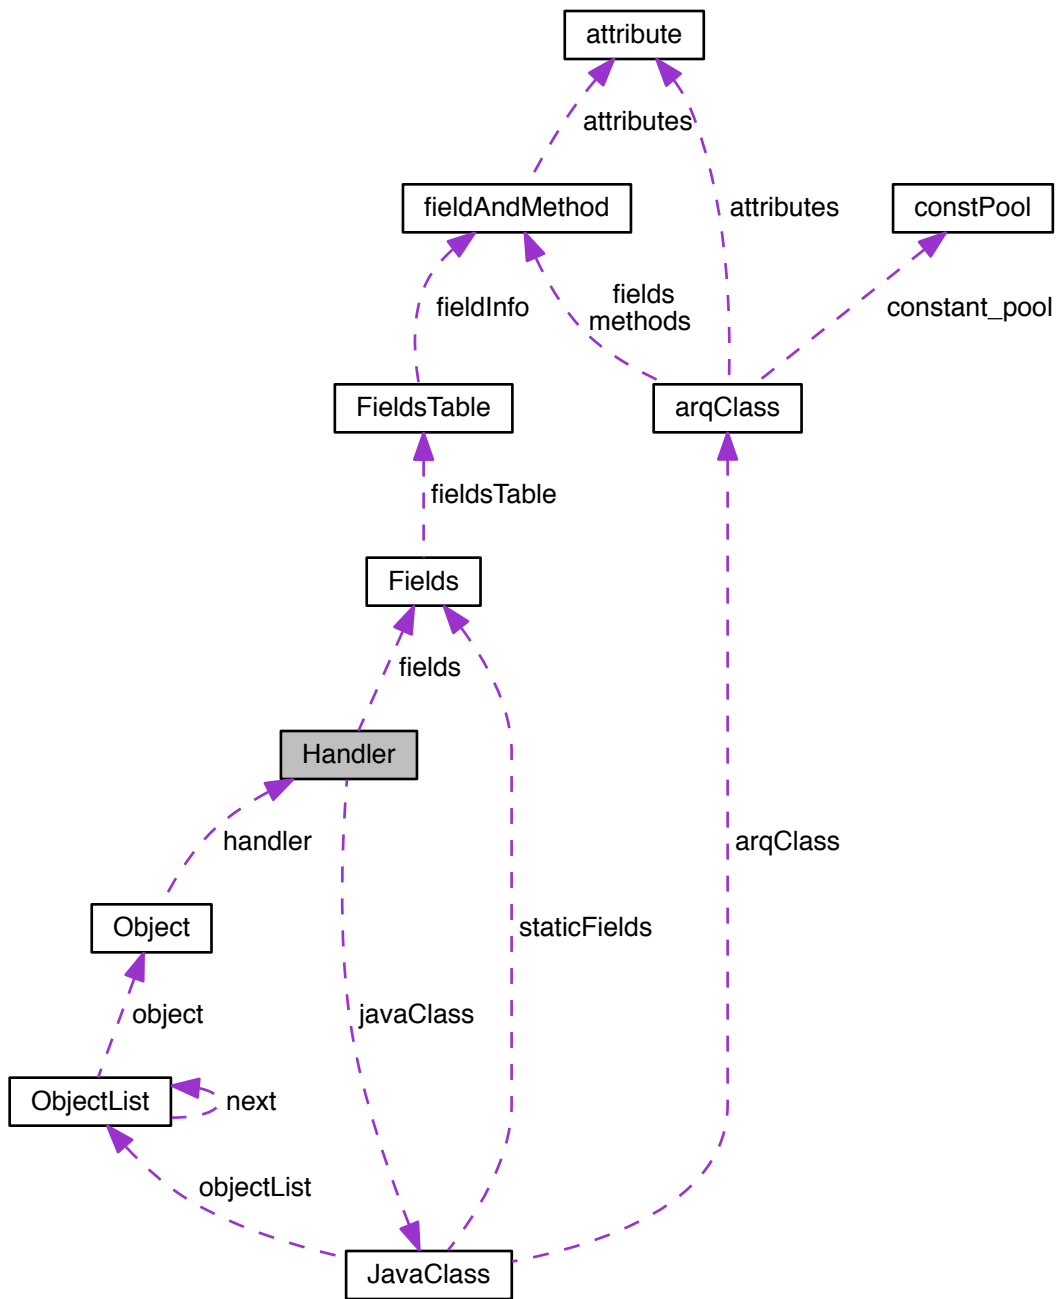 attribute
attributes
fieldAndMethod
attributes
constPool
fieldInfo
fields
methods
constant_pool
FieldsTable
arqClass
fieldsTable
Fields
fields
Handler
handler
arqClass
Object
staticFields
object
javaClass
ObjectList
next
objectList
JavaClass